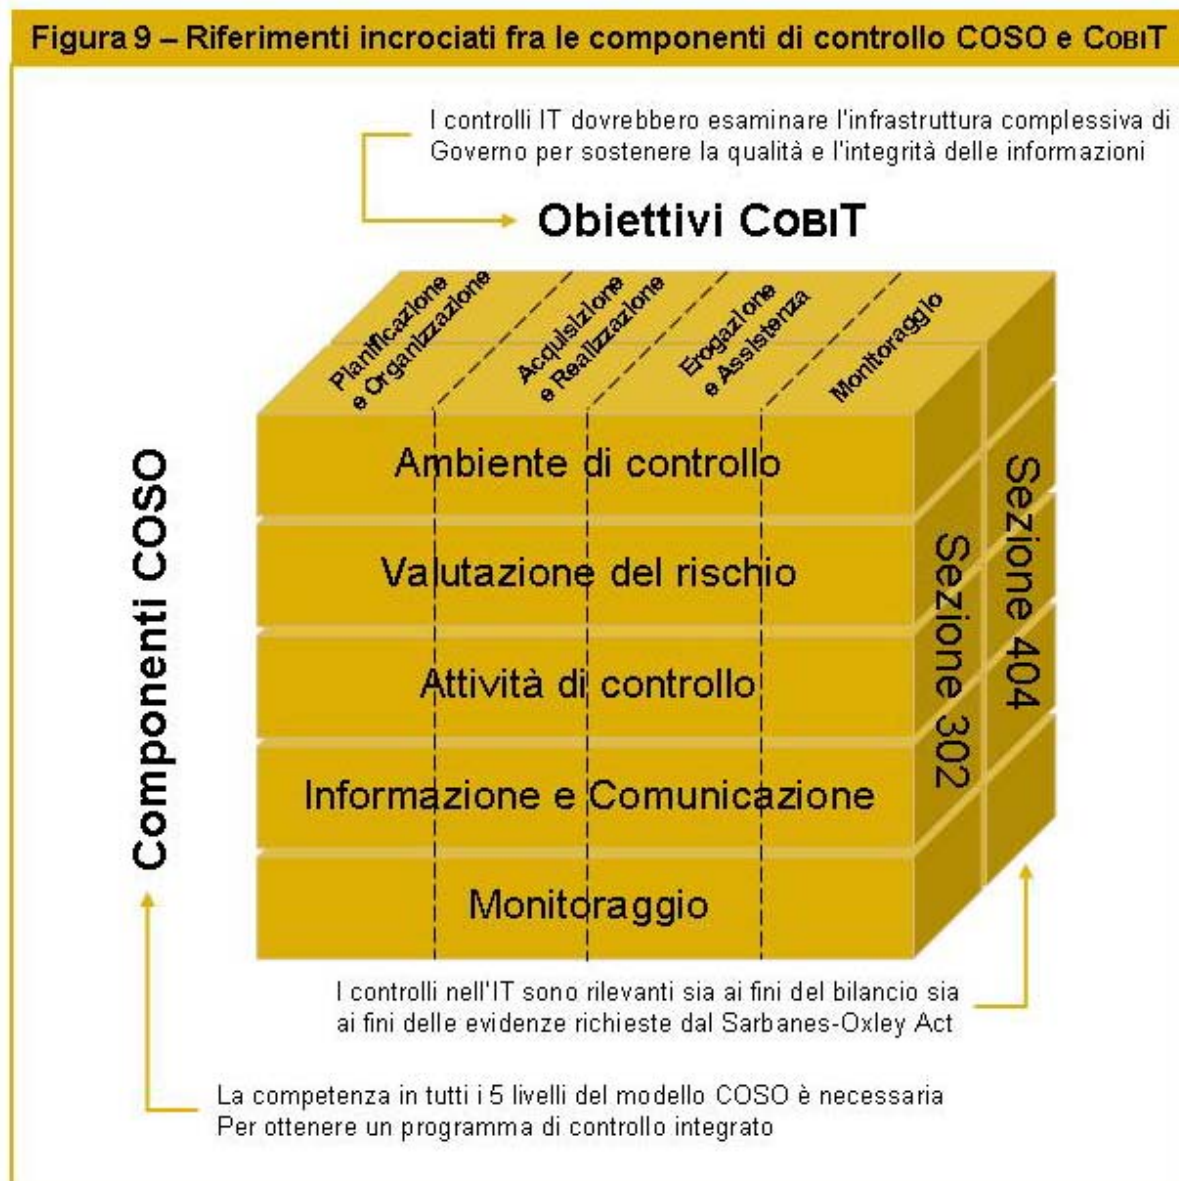 Figura 9 – Riferimenti incrociati fra le componenti di controllo COSO e COBIT
I controlli IT dovrebbero esaminare l'infrastruttura complessiva di
Governo per sostenere la qualità e l'integrità delle informazioni
Obiettivi COBIT
Planificazione
e Organizzazione
Acquisizione
e Realizzazione
Erogazione
e Assistenza
Monitoraggio
Componenti COSO
Ambiente di controllo
Valutazione del rischio
Attività di controllo
Informazione e Comunicazione
Monitoraggio
Sezione 302
Sezione 404
I controlli nell'IT sono rilevanti sia ai fini del bilancio sia
ai fini delle evidenze richieste dal Sarbanes-Oxley Act
La competenza in tutti i 5 livelli del modello COSO è necessaria
Per ottenere un programma di controllo integrato